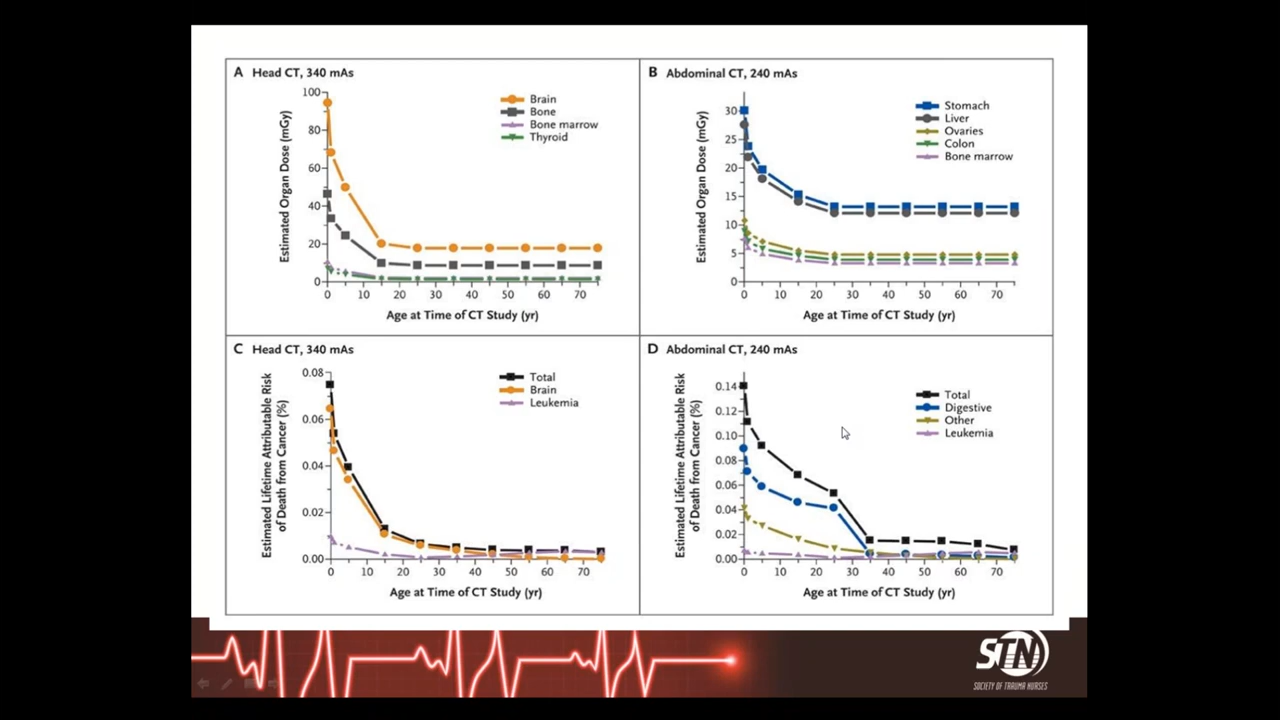 A Head CT, 340 mAs
Estimated Organ Dose (mGy)
100
80
60
40
20
0
Brain
Bone
Bone marrow
Thyroid
0 10 20 30 40 50 60 70
Age at Time of CT Study (yr)
B Abdominal CT, 240 mAs
Estimated Organ Dose (mGy)
30
25
20
15
10
5
0
Stomach
Liver
Ovaries
Colon
Bone marrow
0 10 20 30 40 50 60 70
Age at Time of CT Study (yr)
C Head CT, 340 mAs
Estimated Lifetime Attributable Risk
of Death from Cancer (%)
0.08
0.06
0.04
0.02
0.00
Total
Brain
Leukemia
0 10 20 30 40 50 60 70
Age at Time of CT Study (yr)
D Abdominal CT, 240 mAs
Estimated Lifetime Attributable Risk
of Death from Cancer (%)
0.14
0.12
0.10
0.08
0.06
0.04
0.02
0.00
Total
Digestive
Other
Leukemia
0 10 20 30 40 50 60 70
Age at Time of CT Study (yr)
STN
SOCIETY OF TRAUMA NURSES